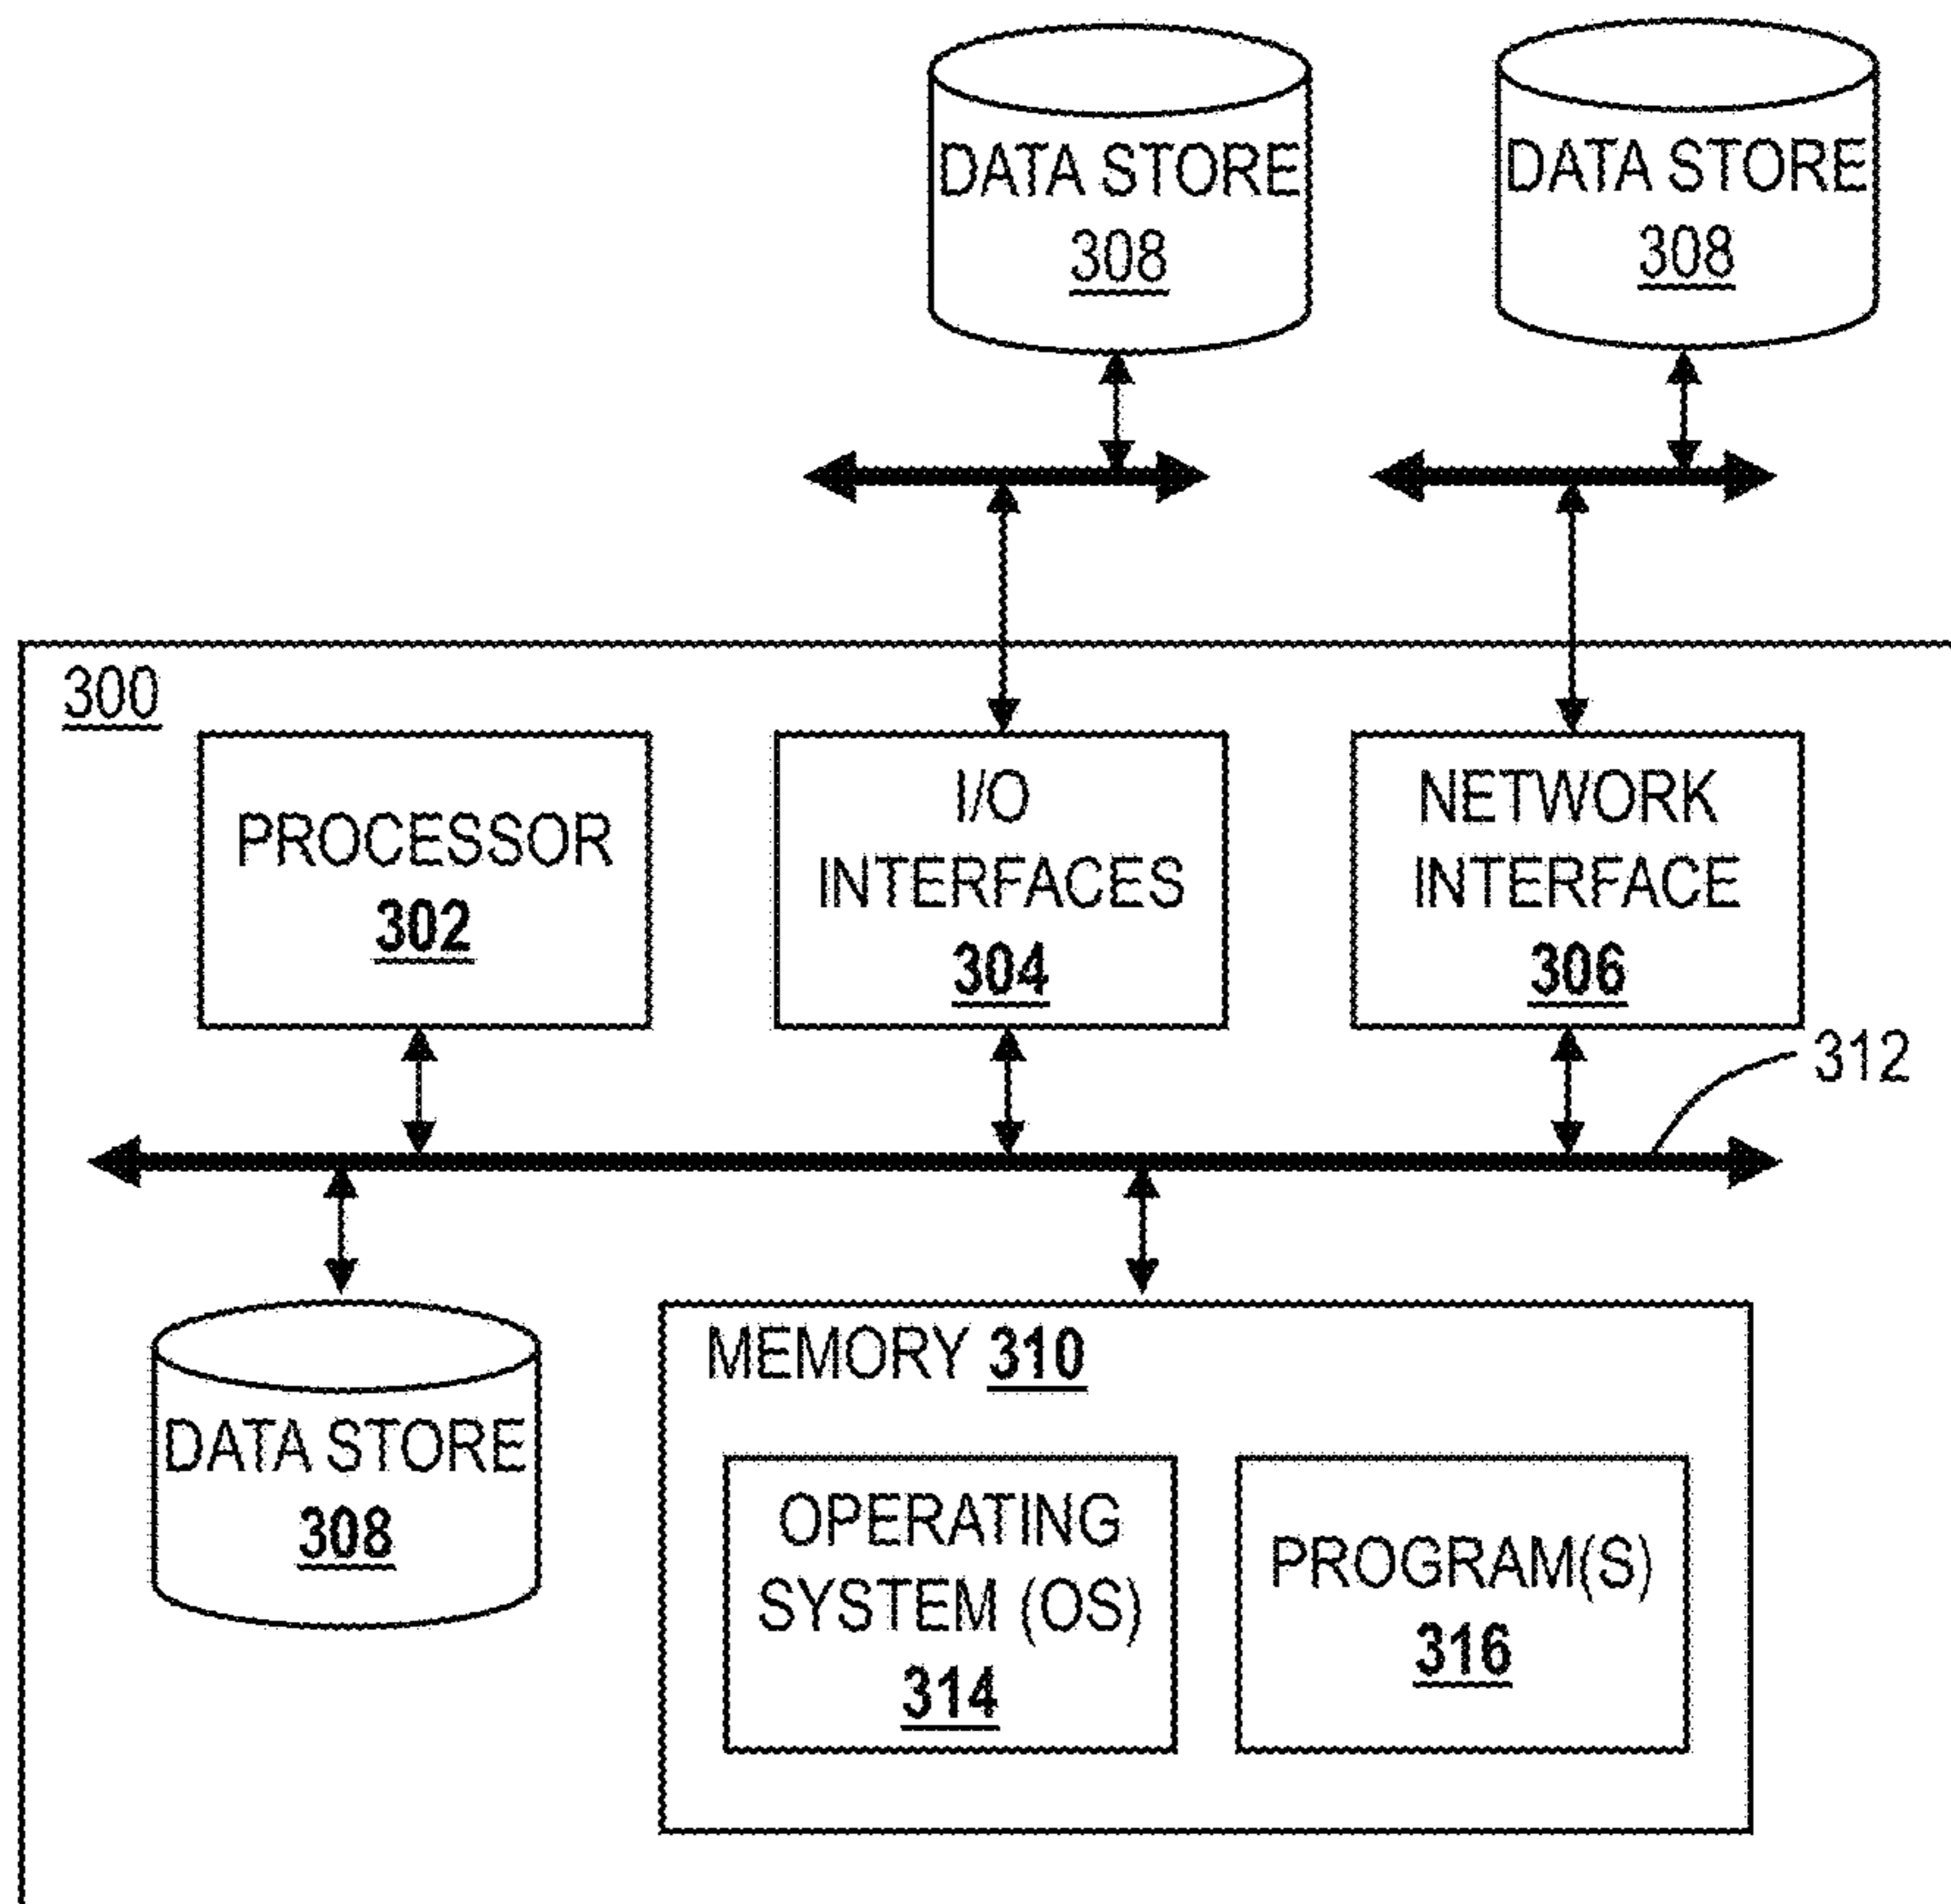 DATA STORE
308
DATA STORE
308
300
PROCESSOR
302
I/O
INTERFACES
304
NETWORK
INTERFACE
306
312
DATA STORE
308
MEMORY 310
OPERATING
SYSTEM (OS)
314
PROGRAM(S)
316